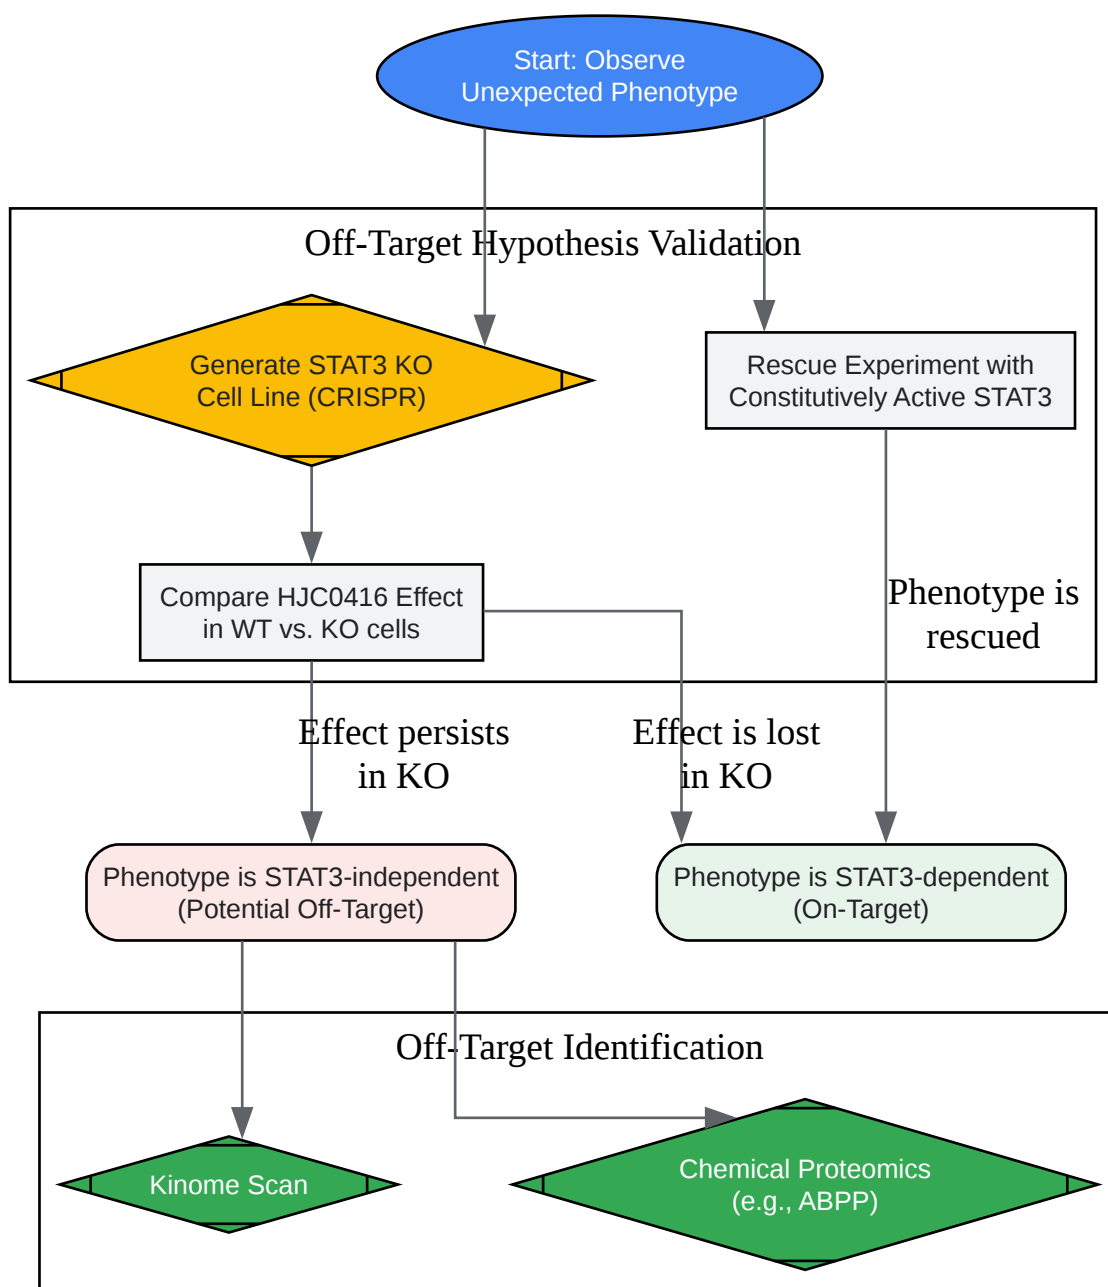 Start: Observe
Unexpected Phenotype
Off-Target Hypothesis Validation
Generate STAT3 KO
Cell Line (CRISPR)
Rescue Experiment with
Constitutively Active STAT3
Compare HJC0416 Effect
in WT vs. KO cells
Phenotype is
rescued
Effect persists
in KO
Effect is lost
in KO
Phenotype is STAT3-independent
(Potential Off-Target)
Phenotype is STAT3-dependent
(On-Target)
Off-Target Identification
Kinome Scan
Chemical Proteomics
(e.g., ABPP)